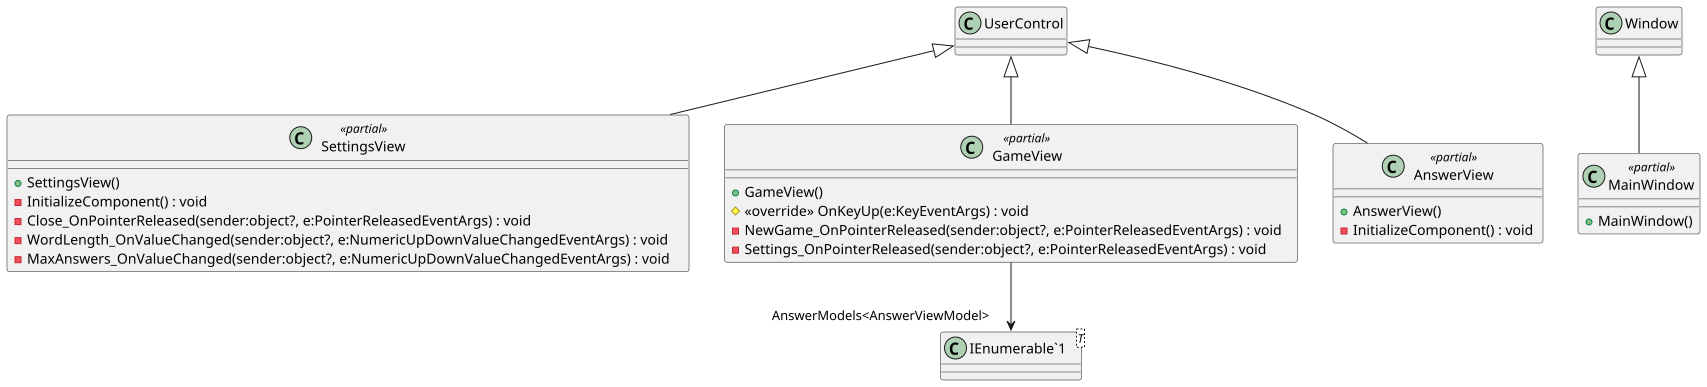 C UserControl
C Window
«partial»
C SettingsView
SettingsView()
InitializeComponent() : void
Close_OnPointerReleased(sender:object?, e:PointerReleasedEventArgs) : void
WordLength_OnValueChanged(sender:object?, e:NumericUpDownValueChangedEventArgs) : void
MaxAnswers_OnValueChanged(sender:object?, e:NumericUpDownValueChangedEventArgs) : void
«partial»
C GameView
GameView()
«override» OnKeyUp(e:KeyEventArgs) : void
NewGame_OnPointerReleased(sender:object?, e:PointerReleasedEventArgs) : void
Settings_OnPointerReleased(sender:object?, e:PointerReleasedEventArgs) : void
«partial»
C AnswerView
AnswerView()
InitializeComponent() : void
«partial»
C MainWindow
MainWindow()
AnswerModels<AnswerViewModel>
C IEnumerable`1 T